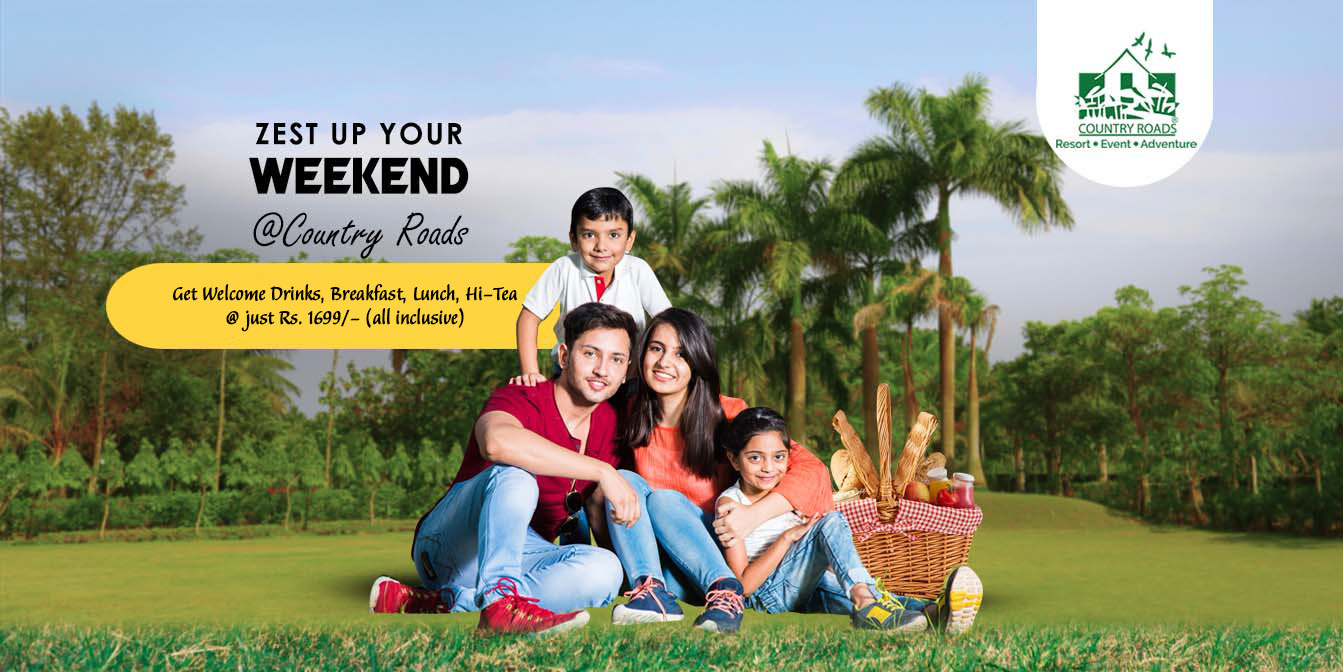 ZEST UP YOUR
WEEKEND
@Country Roads
Get Welcome Drinks, Breakfast, Lunch, Hi-Tea
@ just Rs. 1699/- (all inclusive)
COUNTRY ROADS®
Resort • Event • Adventure